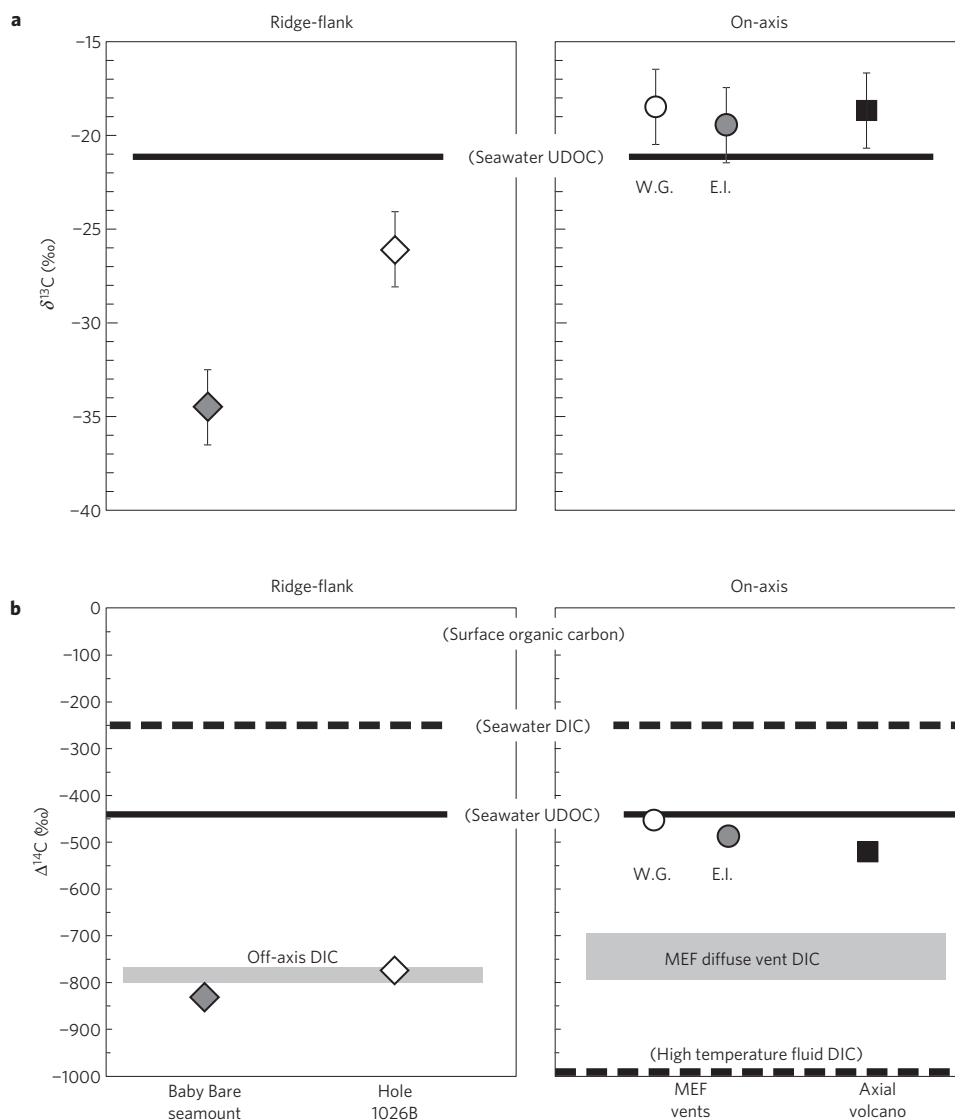 a
Ridge-flank
On-axis
−15
−20
−25
−30
−35
−40
δ13C (‰)
(Seawater UDOC)
W.G.
E.I.
b
Ridge-flank
On-axis
0
−100
−200
−300
−400
−500
−600
−700
−800
−900
−1000
Δ14C (‰)
(Surface organic carbon)
(Seawater DIC)
(Seawater UDOC)
W.G.
E.I.
Off-axis DIC
MEF diffuse vent DIC
(High temperature fluid DIC)
Baby Bare
seamount
Hole
1026B
MEF
vents
Axial
volcano